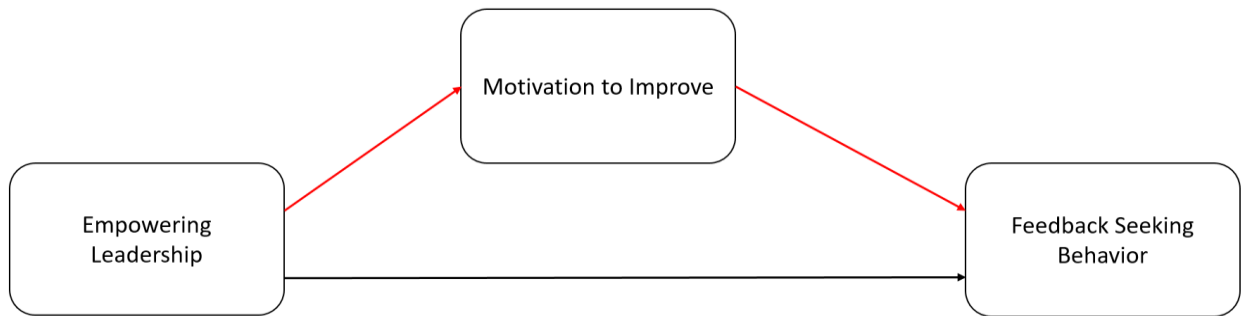 Motivation to Improve
Empowering
Leadership
Feedback Seeking
Behavior